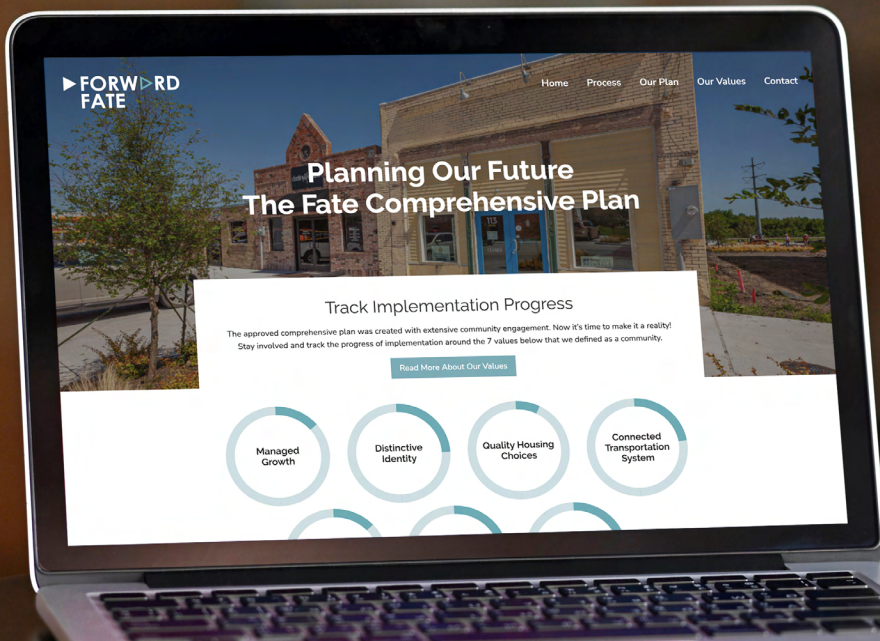 FORWARD
FATE
Home Process Our Plan Our Values Contact
Planning Our Future
The Fate Comprehensive Plan
113
Track Implementation Progress
The approved comprehensive plan was created with extensive community engagement. Now it's time to make it a reality!
Stay involved and track the progress of implementation around the 7 values below that we defined as a community.
Read More About Our Values
Managed
Growth
Distinctive
Identity
Quality Housing
Choices
Connected
Transportation
System